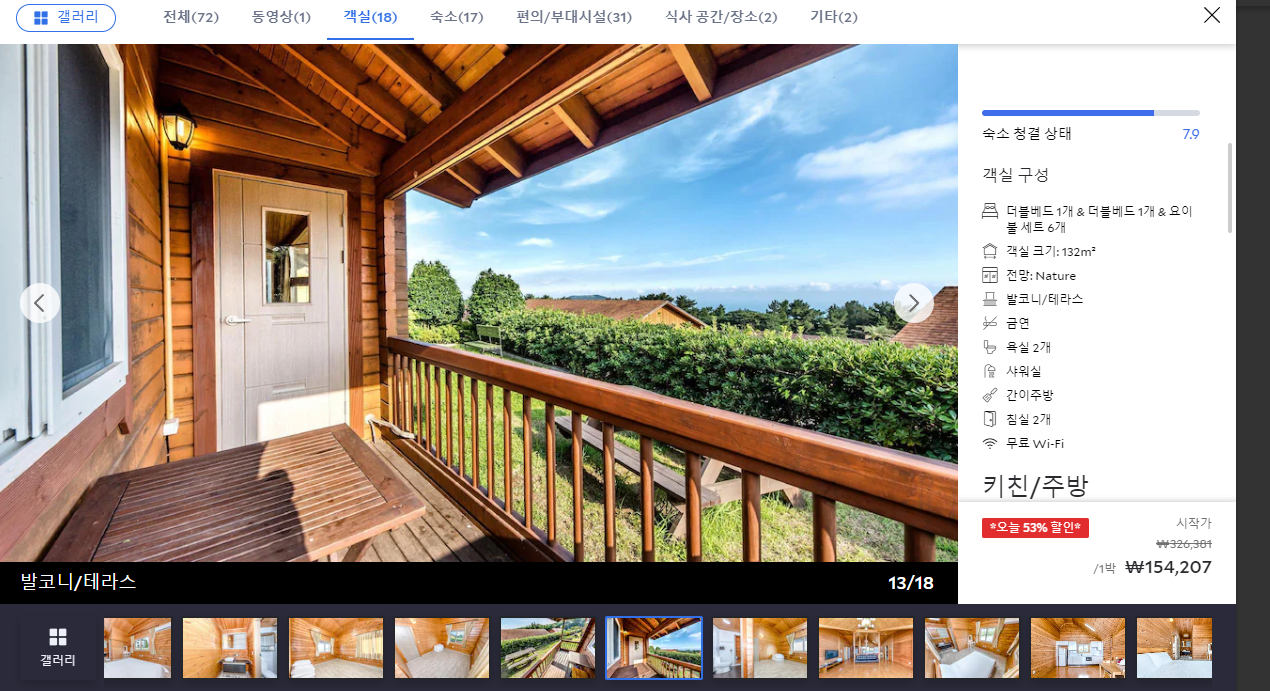 갤러리
전체(72)
동영상(1)
객실(18)
숙소(17)
편의/부대시설(31)
식사 공간/장소(2)
기타(2)
숙소 청결 상태
7.9
객실 구성
더블베드 1개 & 더블베드 1개 & 요이
불 세트 6개
객실 크기: 132m²
전망: Nature
발코니/테라스
금연
욕실 2개
샤워실
간이주방
침실 2개
무료 Wi-Fi
키친/주방
*오늘 53% 할인*
시작가
₩326,381
/1박 ₩154,207
발코니/테라스
13/18
갤러리